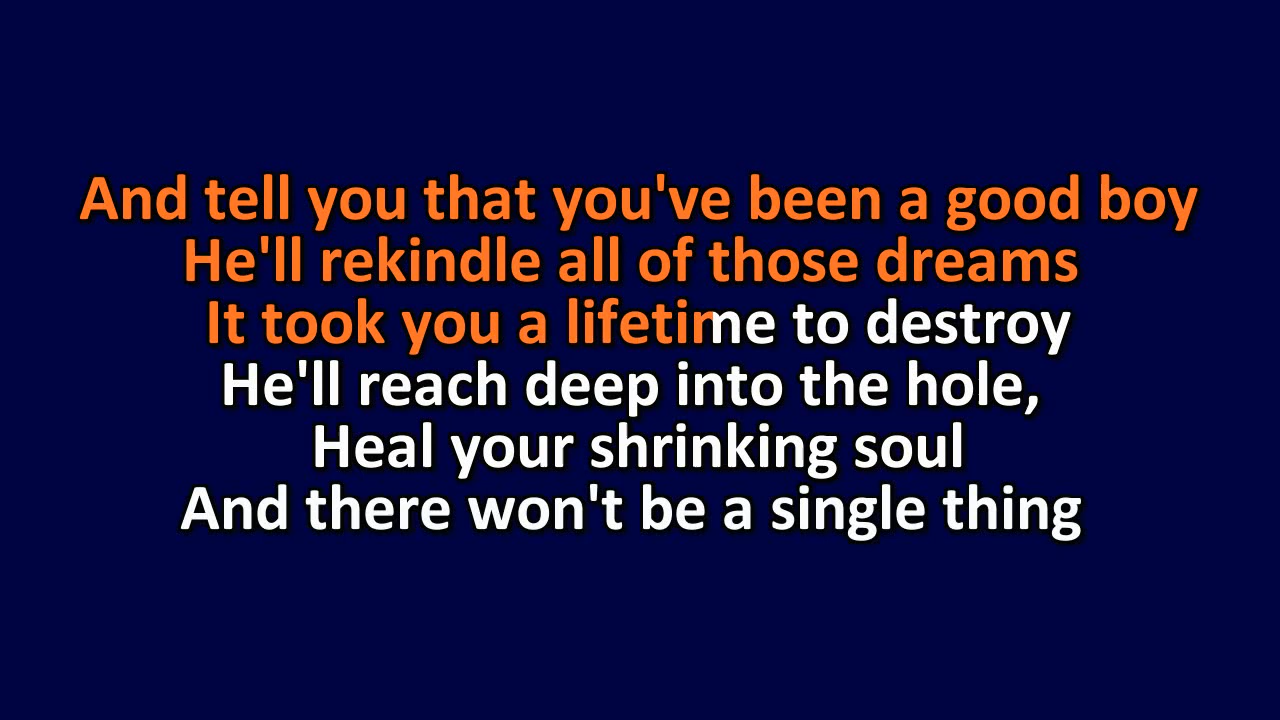 And tell you that you've been a good boy
He'll rekindle all of those dreams
It took you a lifetime to destroy
He'll reach deep into the hole,
Heal your shrinking soul
And there won't be a single thing